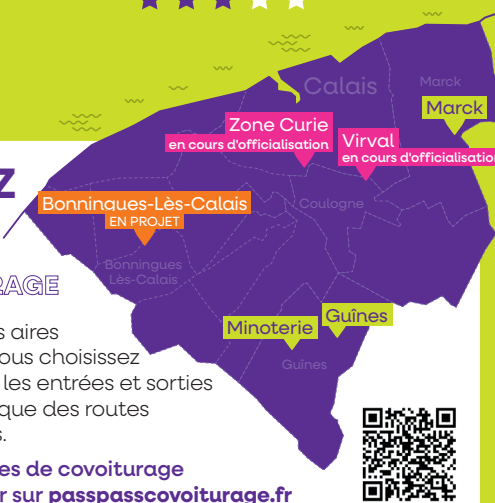 Calais
Marck
Marck
Zone Curie
en cours d'officialisation
Virval
en cours d'officialisation
Z
Bonningues-Lès-Calais
EN PROJET
Coulogne
Bonningues
Lès-Calais
RAGE
Guînes
Minoterie
Guînes
s aires
ous choisissez
les entrées et sorties
que des routes
s.
es de covoiturage
r sur passpasscovoiturage.fr